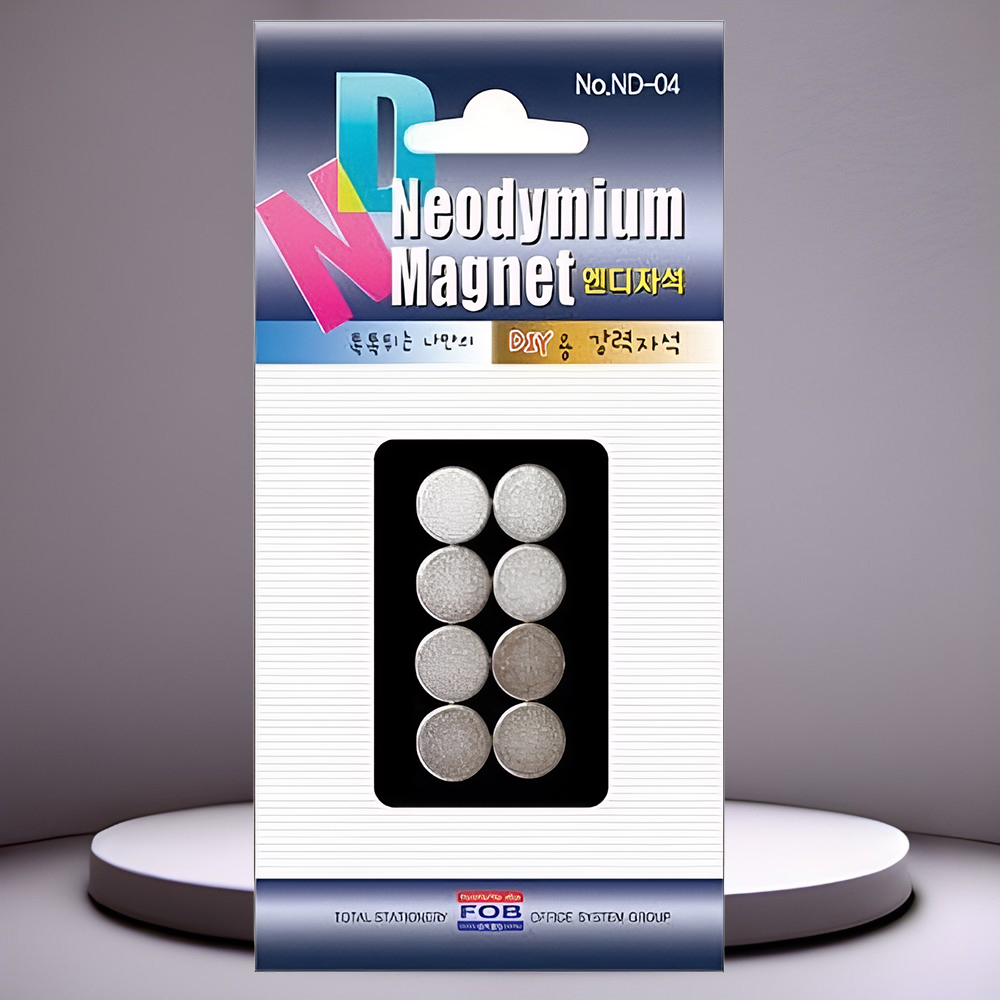 No.ND-04
ND
Neodymium
Magnet 엔디자석
톡톡튀는 나만의 DIY용 강력자석
TOTAL STATIONERY FOB OFFICE SYSTEM GROUP